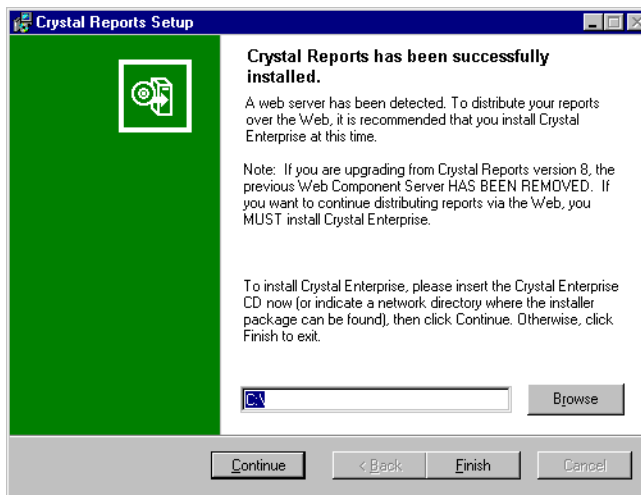 Crystal Reports Setup
Crystal Reports has been successfully
installed.
A web server has been detected. To distribute your reports
over the Web, it is recommended that you install Crystal
Enterprise at this time.
Note: If you are upgrading from Crystal Reports version 8, the
previous Web Component Server HAS BEEN REMOVED. If
you want to continue distributing reports via the Web, you
MUST install Crystal Enterprise.
To install Crystal Enterprise, please insert the Crystal Enterprise
CD now (or indicate a network directory where the installer
package can be found), then click Continue. Otherwise, click
Finish to exit.
C:\
Browse
Continue
< Back
Finish
Cancel